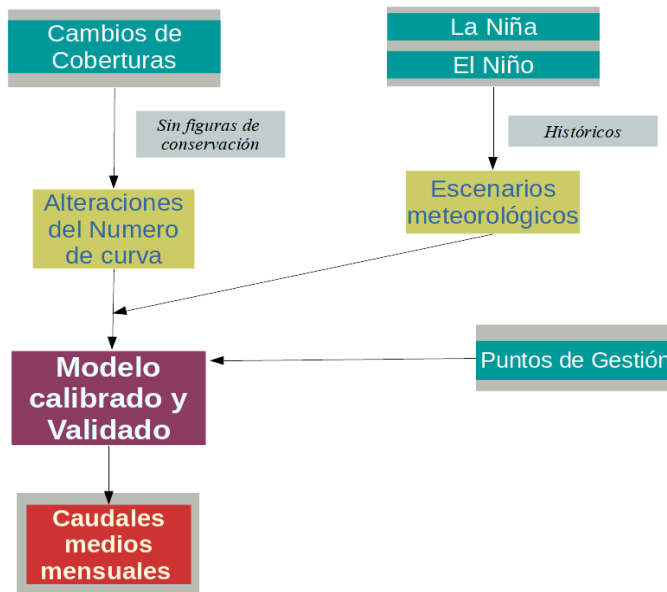 Cambios de
Coberturas
La Niña
El Niño
Sin figuras de
conservación
Históricos
Alteraciones
del Numero
de curva
Escenarios
meteorológicos
Modelo
calibrado y
Validado
Puntos de Gestión
Caudales
medios
mensuales